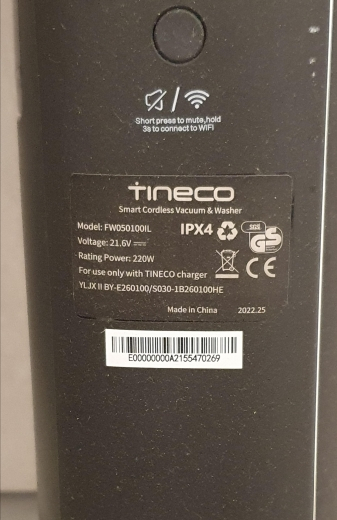 Short press to mute,hold
3s to connect to WIFI
TINECO
Smart Cordless Vacuum & Washer
Model: FW050100IL
IPX4
SGS
GS
Voltage: 21.6V
Rating Power: 220W
For use only with TINECO charger
CE
YLJX II BY-E260100/S030-1B260100HE
Made in China 2022.25
E00000000A2155470269